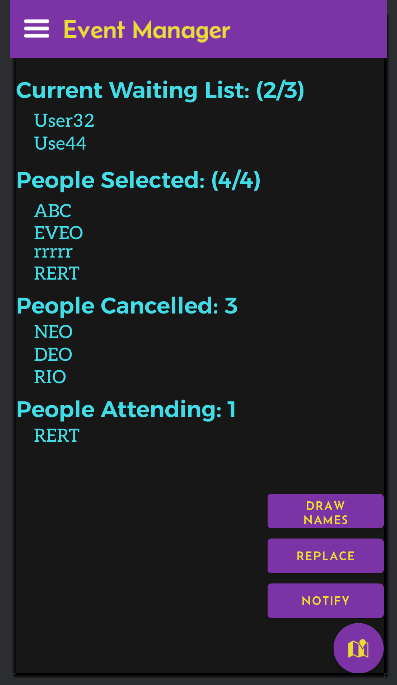 Event Manager
Current Waiting List: (2/3)
User32
Use44
People Selected: (4/4)
ABC
EVEO
rrrrr
RERT
People Cancelled: 3
NEO
DEO
RIO
People Attending: 1
RERT
DRAW
NAMES
REPLACE
NOTIFY